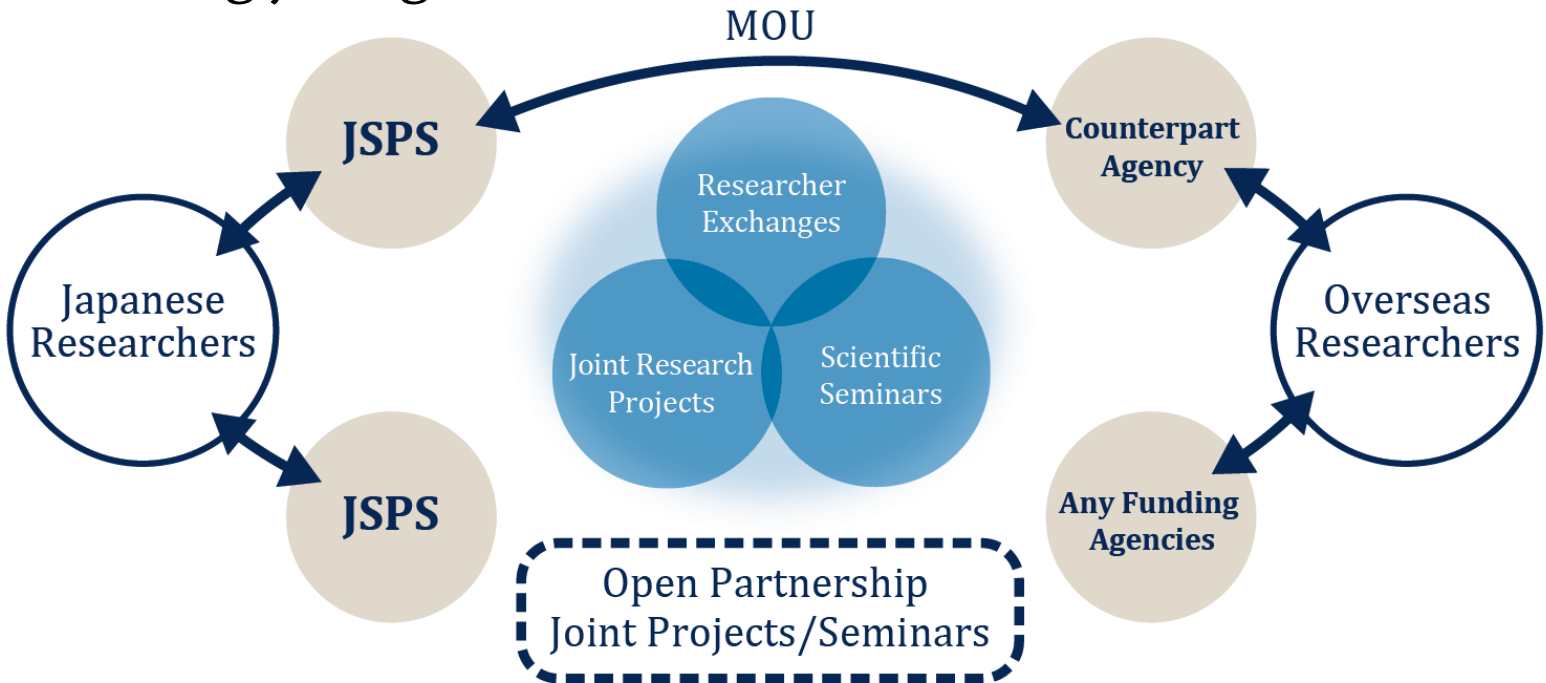 MOU
JSPS
Counterpart
Agency
Researcher
Exchanges
Japanese
Researchers
Overseas
Researchers
Joint Research
Projects
Scientific
Seminars
JSPS
Any Funding
Agencies
Open Partnership
Joint Projects/Seminars